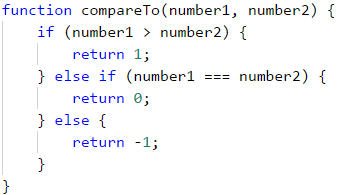 function compareTo(number1, number2) {
    if (number1 > number2) {
        return 1;
    } else if (number1 === number2) {
        return 0;
    } else {
        return -1;
    }
}